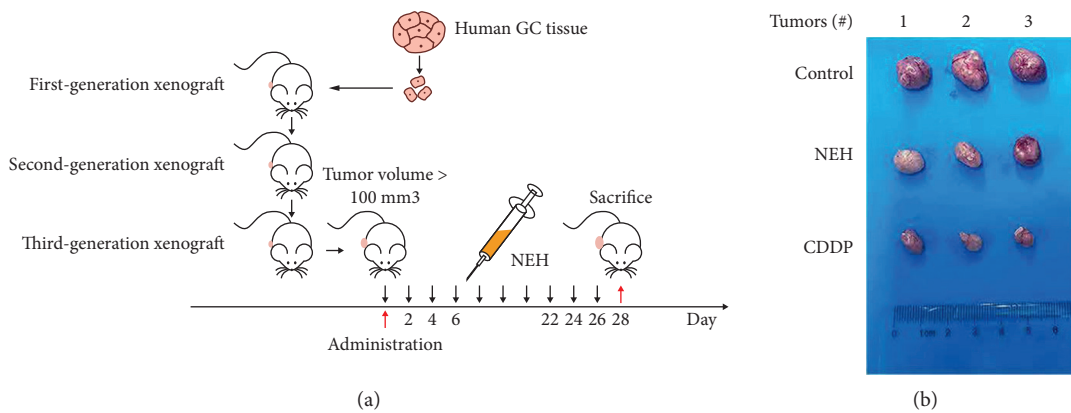 Human GC tissue
First-generation xenograft
Second-generation xenograft
Third-generation xenograft
Tumor volume >
100 mm3
NEH
Sacrifice
2 4 6 22 24 26 28 Day
Administration
(a)
Tumors (#) 1 2 3
Control
NEH
CDDP
(b)